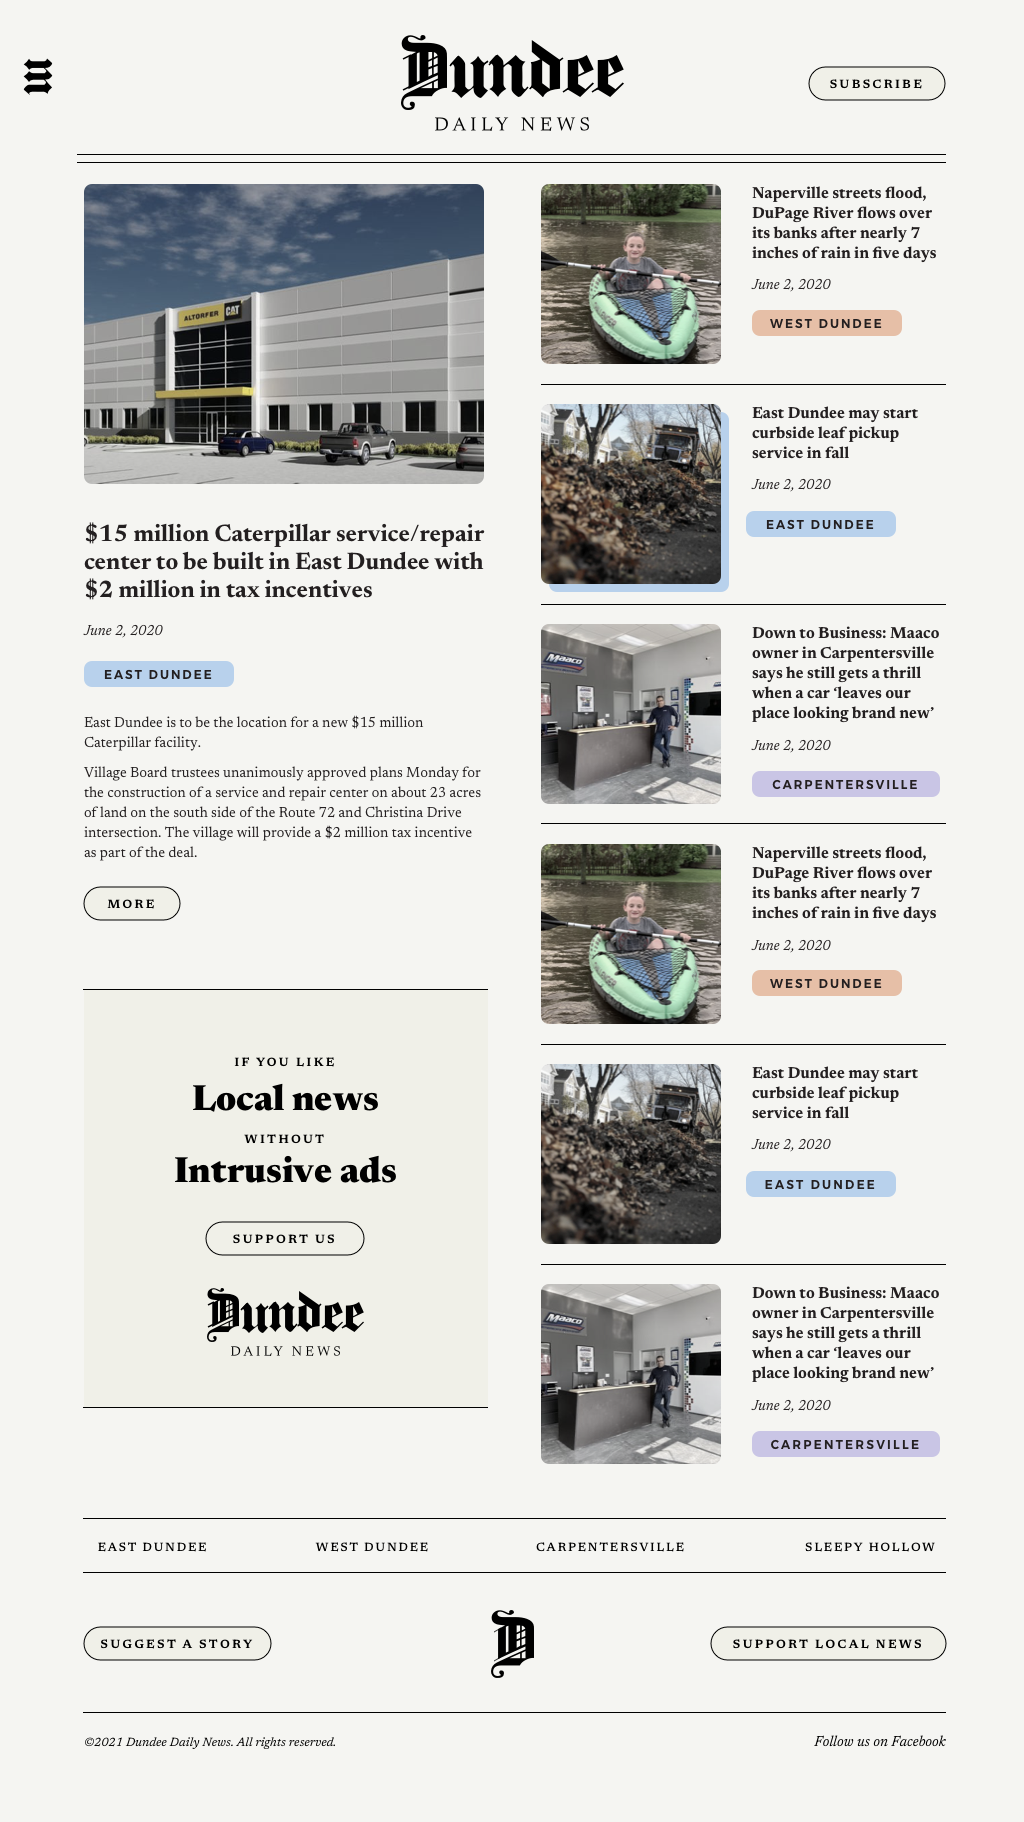 Dundee
DAILY NEWS
SUBSCRIBE
ALTORFER CAT
$15 million Caterpillar service/repair
center to be built in East Dundee with
$2 million in tax incentives
June 2, 2020
EAST DUNDEE
East Dundee is to be the location for a new $15 million
Caterpillar facility.
Village Board trustees unanimously approved plans Monday for
the construction of a service and repair center on about 23 acres
of land on the south side of the Route 72 and Christina Drive
intersection. The village will provide a $2 million tax incentive
as part of the deal.
MORE
IF YOU LIKE
Local news
WITHOUT
Intrusive ads
SUPPORT US
Dundee
DAILY NEWS
Naperville streets flood,
DuPage River flows over
its banks after nearly 7
inches of rain in five days
June 2, 2020
WEST DUNDEE
East Dundee may start
curbside leaf pickup
service in fall
June 2, 2020
EAST DUNDEE
Maaco
Down to Business: Maaco
owner in Carpentersville
says he still gets a thrill
when a car ‘leaves our
place looking brand new’
June 2, 2020
CARPENTERSVILLE
Naperville streets flood,
DuPage River flows over
its banks after nearly 7
inches of rain in five days
June 2, 2020
WEST DUNDEE
East Dundee may start
curbside leaf pickup
service in fall
June 2, 2020
EAST DUNDEE
Maaco
Down to Business: Maaco
owner in Carpentersville
says he still gets a thrill
when a car ‘leaves our
place looking brand new’
June 2, 2020
CARPENTERSVILLE
EAST DUNDEE
WEST DUNDEE
CARPENTERSVILLE
SLEEPY HOLLOW
SUGGEST A STORY
D
SUPPORT LOCAL NEWS
©2021 Dundee Daily News. All rights reserved.
Follow us on Facebook